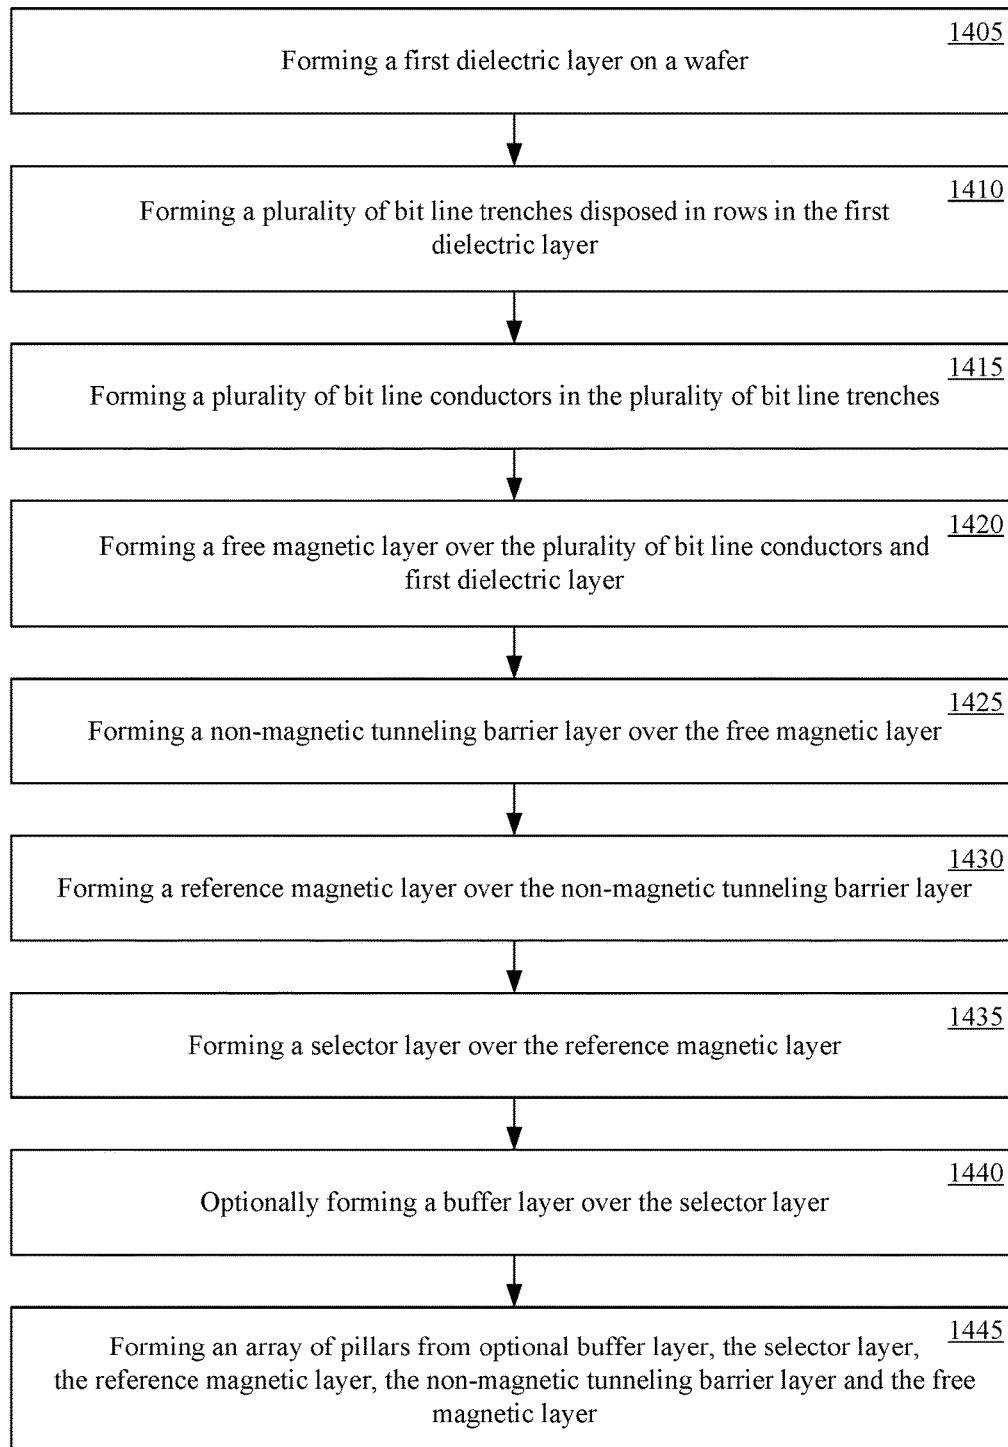 1405
Forming a first dielectric layer on a wafer
1410
Forming a plurality of bit line trenches disposed in rows in the first
dielectric layer
1415
Forming a plurality of bit line conductors in the plurality of bit line trenches
1420
Forming a free magnetic layer over the plurality of bit line conductors and
first dielectric layer
1425
Forming a non-magnetic tunneling barrier layer over the free magnetic layer
1430
Forming a reference magnetic layer over the non-magnetic tunneling barrier layer
1435
Forming a selector layer over the reference magnetic layer
1440
Optionally forming a buffer layer over the selector layer
1445
Forming an array of pillars from optional buffer layer, the selector layer,
the reference magnetic layer, the non-magnetic tunneling barrier layer and the free
magnetic layer